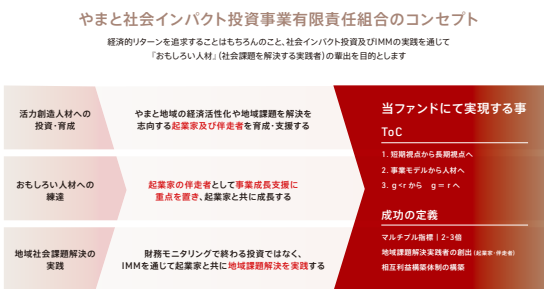 やまと社会インパクト投資事業有限責任組合のコンセプト
経済的リターンを追求することはもちろんのこと、社会インパクト投資及びIMMの実践を通じて
『おもしろい人材』(社会課題を解決する実践者)の輩出を目的とします
活力創造人材への
投資・育成
やまと地域の経済活性化や地域課題を解決を
志向する起業家及び伴走者を育成・支援する
おもしろい人材への
練達
起業家の伴走者として事業成長支援に
重点を置き、起業家と共に成長する
地域社会課題解決の
実践
財務モニタリングで終わる投資ではなく、
IMMを通じて起業家と共に地域課題解決を実践する
当ファンドにて実現する事
ToC
1. 短期視点から長期視点へ
2. 事業モデルから人材へ
3. g<r から　g = r へ
成功の定義
マルチプル指標｜2-3倍
地域課題解決実践者の創出(起業家・伴走者)
相互利益構築体制の構築